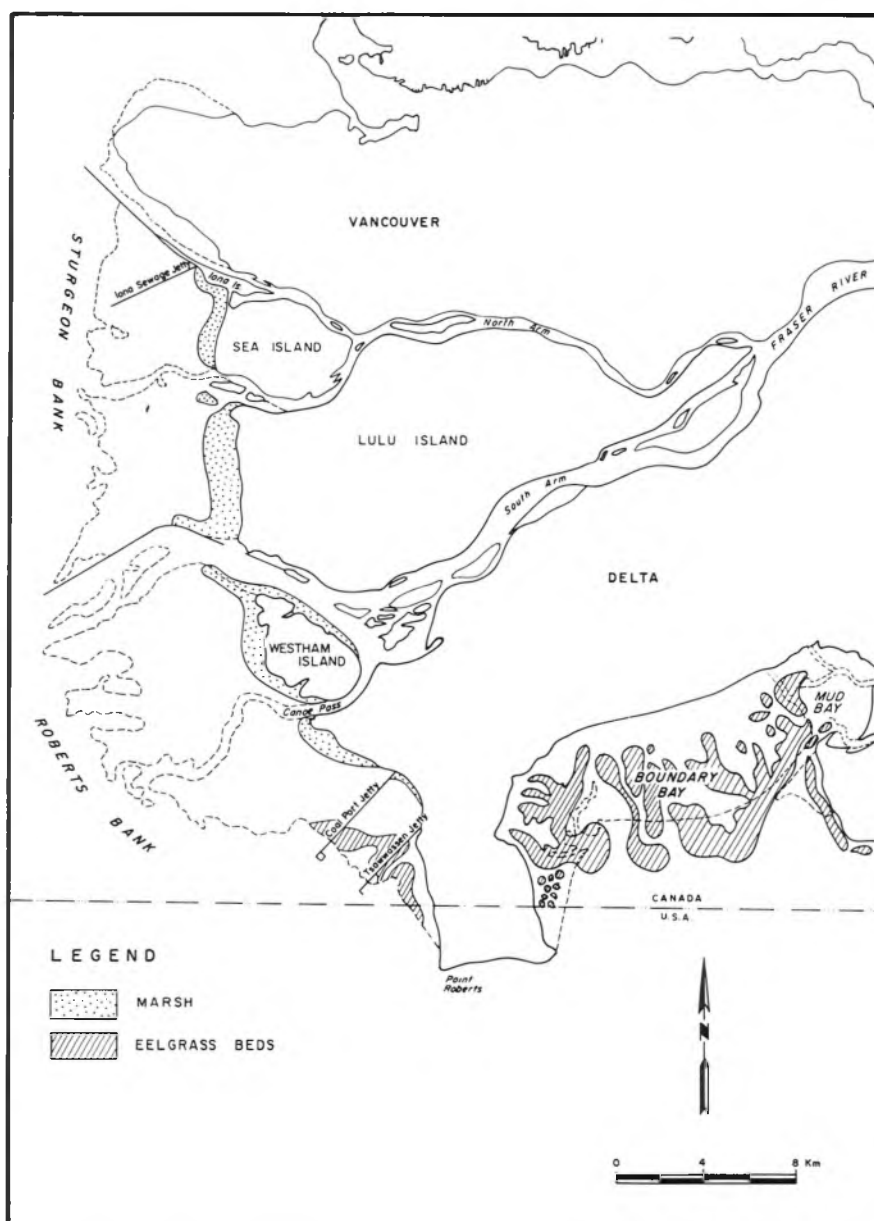 VANCOUVER
STURGEON BANK
Iona Sewage Jetty
Iona Is.
SEA ISLAND
North Arm
FRASER RIVER
LULU ISLAND
South Arm
DELTA
WESTHAM
ISLAND
Canoe Pass
ROBERTS BANK
MUD
BAY
BOUNDARY
BAY
Coal Port Jetty
Tsawwassen Jetty
CANADA
U.S.A.
Point
Roberts
LEGEND
MARSH
EELGRASS BEDS
N
0 4 8 Km